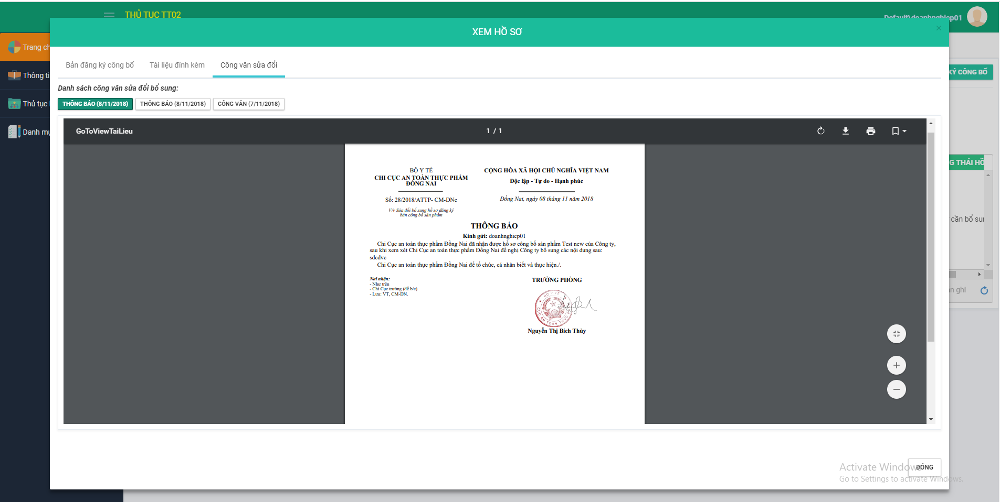 THỦ TỤC TT02
Default\doanhnghiep01
XEM HỒ SƠ
×
Trang ch
Thông ti
Thủ tục
Danh mụ
Bản đăng ký công bố
Tài liệu đính kèm
Công văn sửa đổi
KÝ CÔNG BỐ
Danh sách công văn sửa đổi bổ sung:
THÔNG BÁO (8/11/2018)
THÔNG BÁO (8/11/2018)
CÔNG VĂN (7/11/2018)
GoToViewTaiLieu
1 / 1
BỘ Y TẾ
CHI CỤC AN TOÀN THỰC PHẨM
ĐỒNG NAI
Số: 28/2018/ATTP- CM-DNe
V/v Sửa đổi bổ sung hồ sơ đăng ký
bản công bố sản phẩm
CỘNG HÒA XÃ HỘI CHỦ NGHĨA VIỆT NAM
Độc lập - Tự do - Hạnh phúc
Đồng Nai, ngày 08 tháng 11 năm 2018
THÔNG BÁO
Kính gửi: doanhnghiep01
Chi Cục an toàn thực phẩm Đồng Nai đã nhận được hồ sơ công bố sản phẩm Test new của Công ty,
sau khi xem xét Chi Cục an toàn thực phẩm Đồng Nai đề nghị Công ty bổ sung các nội dung sau:
sdcdvc
Chi Cục an toàn thực phẩm Đồng Nai để tổ chức, cá nhân biết và thực hiện./.
Nơi nhận:
- Như trên
- Chi Cục trưởng (để b/c)
- Lưu: VT, CM-DN.
TRƯỞNG PHÒNG
BỘ Y TẾ
CỤC AN TOÀN THỰC PHẨM
Nguyễn Thị Bích Thủy
G THÁI HỒ
cần bổ sun
n ghi
ĐÓNG
Activate Windows
Go to Settings to activate Windows.